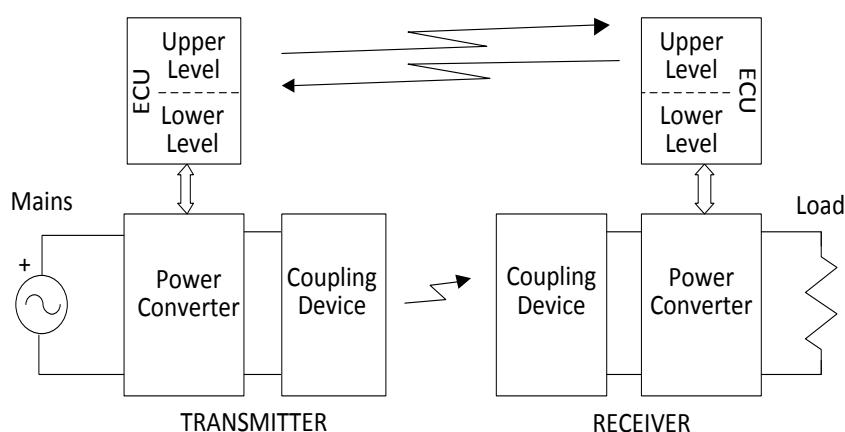 Upper
Level
ECU
Lower
Level
Upper
Level
ECU
Lower
Level
Mains
Load
+
Power
Converter
Coupling
Device
Coupling
Device
Power
Converter
TRANSMITTER
RECEIVER